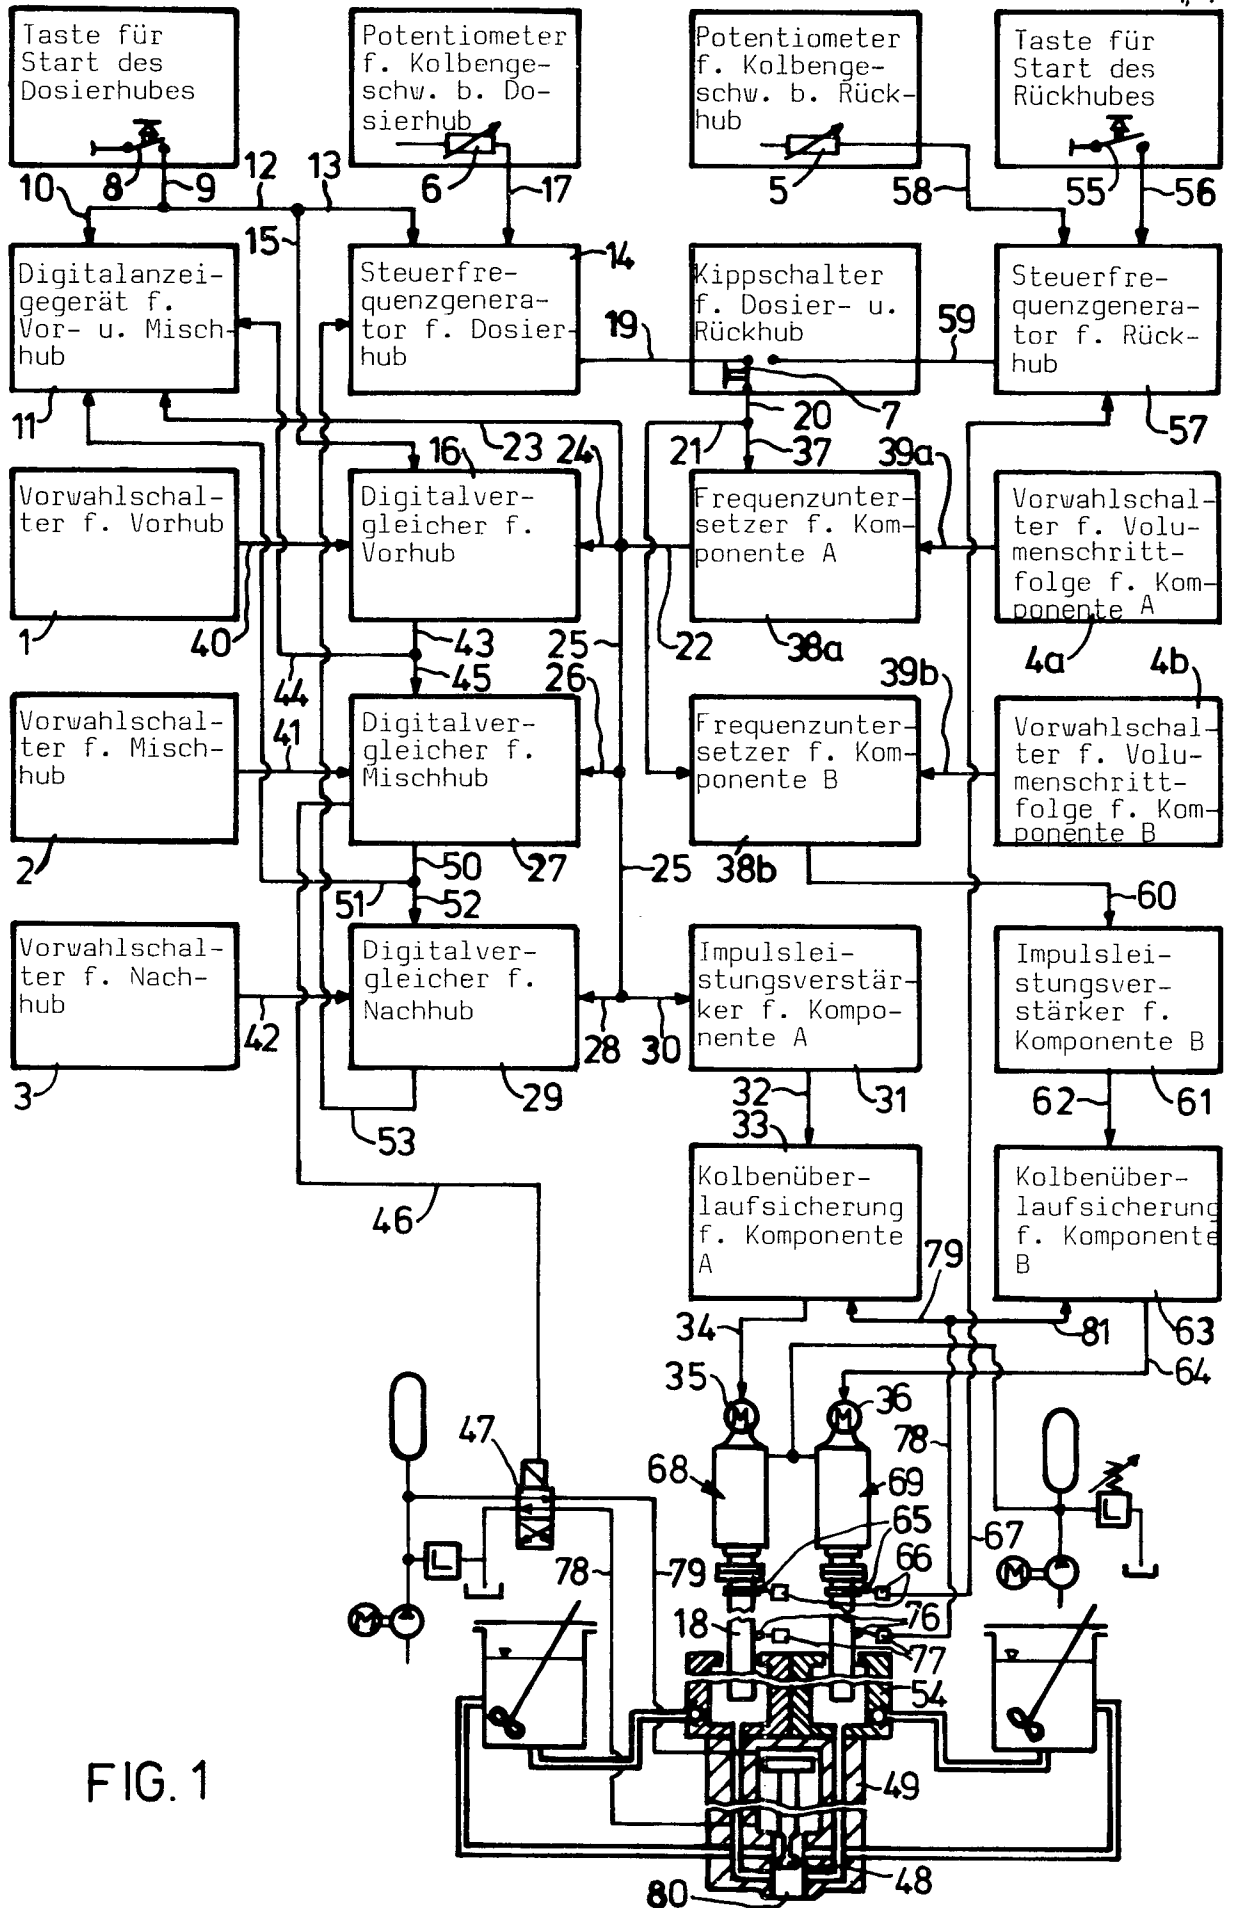 Taste für
Start des
Dosierhubes
8
9
Potentiometer
f. Kolbenge-
schw. b. Do-
sierhub
6
17
Potentiometer
f. Kolbenge-
schw. b. Rück-
hub
5
58
Taste für
Start des
Rückhubes
55
56
10
12
13
15
Digitalanzei-
gegerät f.
Vor- u. Misch-
hub
11
14
Steuerfre-
quenzgenera-
tor f. Dosier-
hub
19
Kippschalter
f. Dosier- u.
Rückhub
59
20
7
Steuerfre-
quenzgenera-
tor f. Rück-
hub
57
23
16
24
21
37
39a
Vorwahlschal-
ter f. Vorhub
1
40
Digitalver-
gleicher f.
Vorhub
43
44
45
25
22
26
Frequenzunter-
setzer f. Kom-
ponente A
38a
Vorwahlschal-
ter f. Volu-
menschritt-
folge f. Kom-
ponente A
4a
39b
4b
Vorwahlschal-
ter f. Misch-
hub
2
41
Digitalver-
gleicher f.
Mischhub
27
50
51
52
25
Frequenzunter-
setzer f. Kom-
ponente B
38b
Vorwahlschal-
ter f. Volu-
menschritt-
folge f. Kom-
ponente B
60
Vorwahlschal-
ter f. Nach-
hub
3
42
Digitalver-
gleicher f.
Nachhub
29
53
28
30
Impulslei-
stungsverstär-
ker f. Kompo-
nente A
31
32
33
Impulslei-
stungsver-
stärker f.
Komponente B
61
62
46
Kolbenüber-
laufsicherung
f. Komponente
A
79
Kolbenüber-
laufsicherung
f. Komponente
B
63
81
64
34
35
M
36
M
78
47
68
69
65
66
67
L
L
M
M
78
79
76
18
77
54
49
48
80
FIG. 1